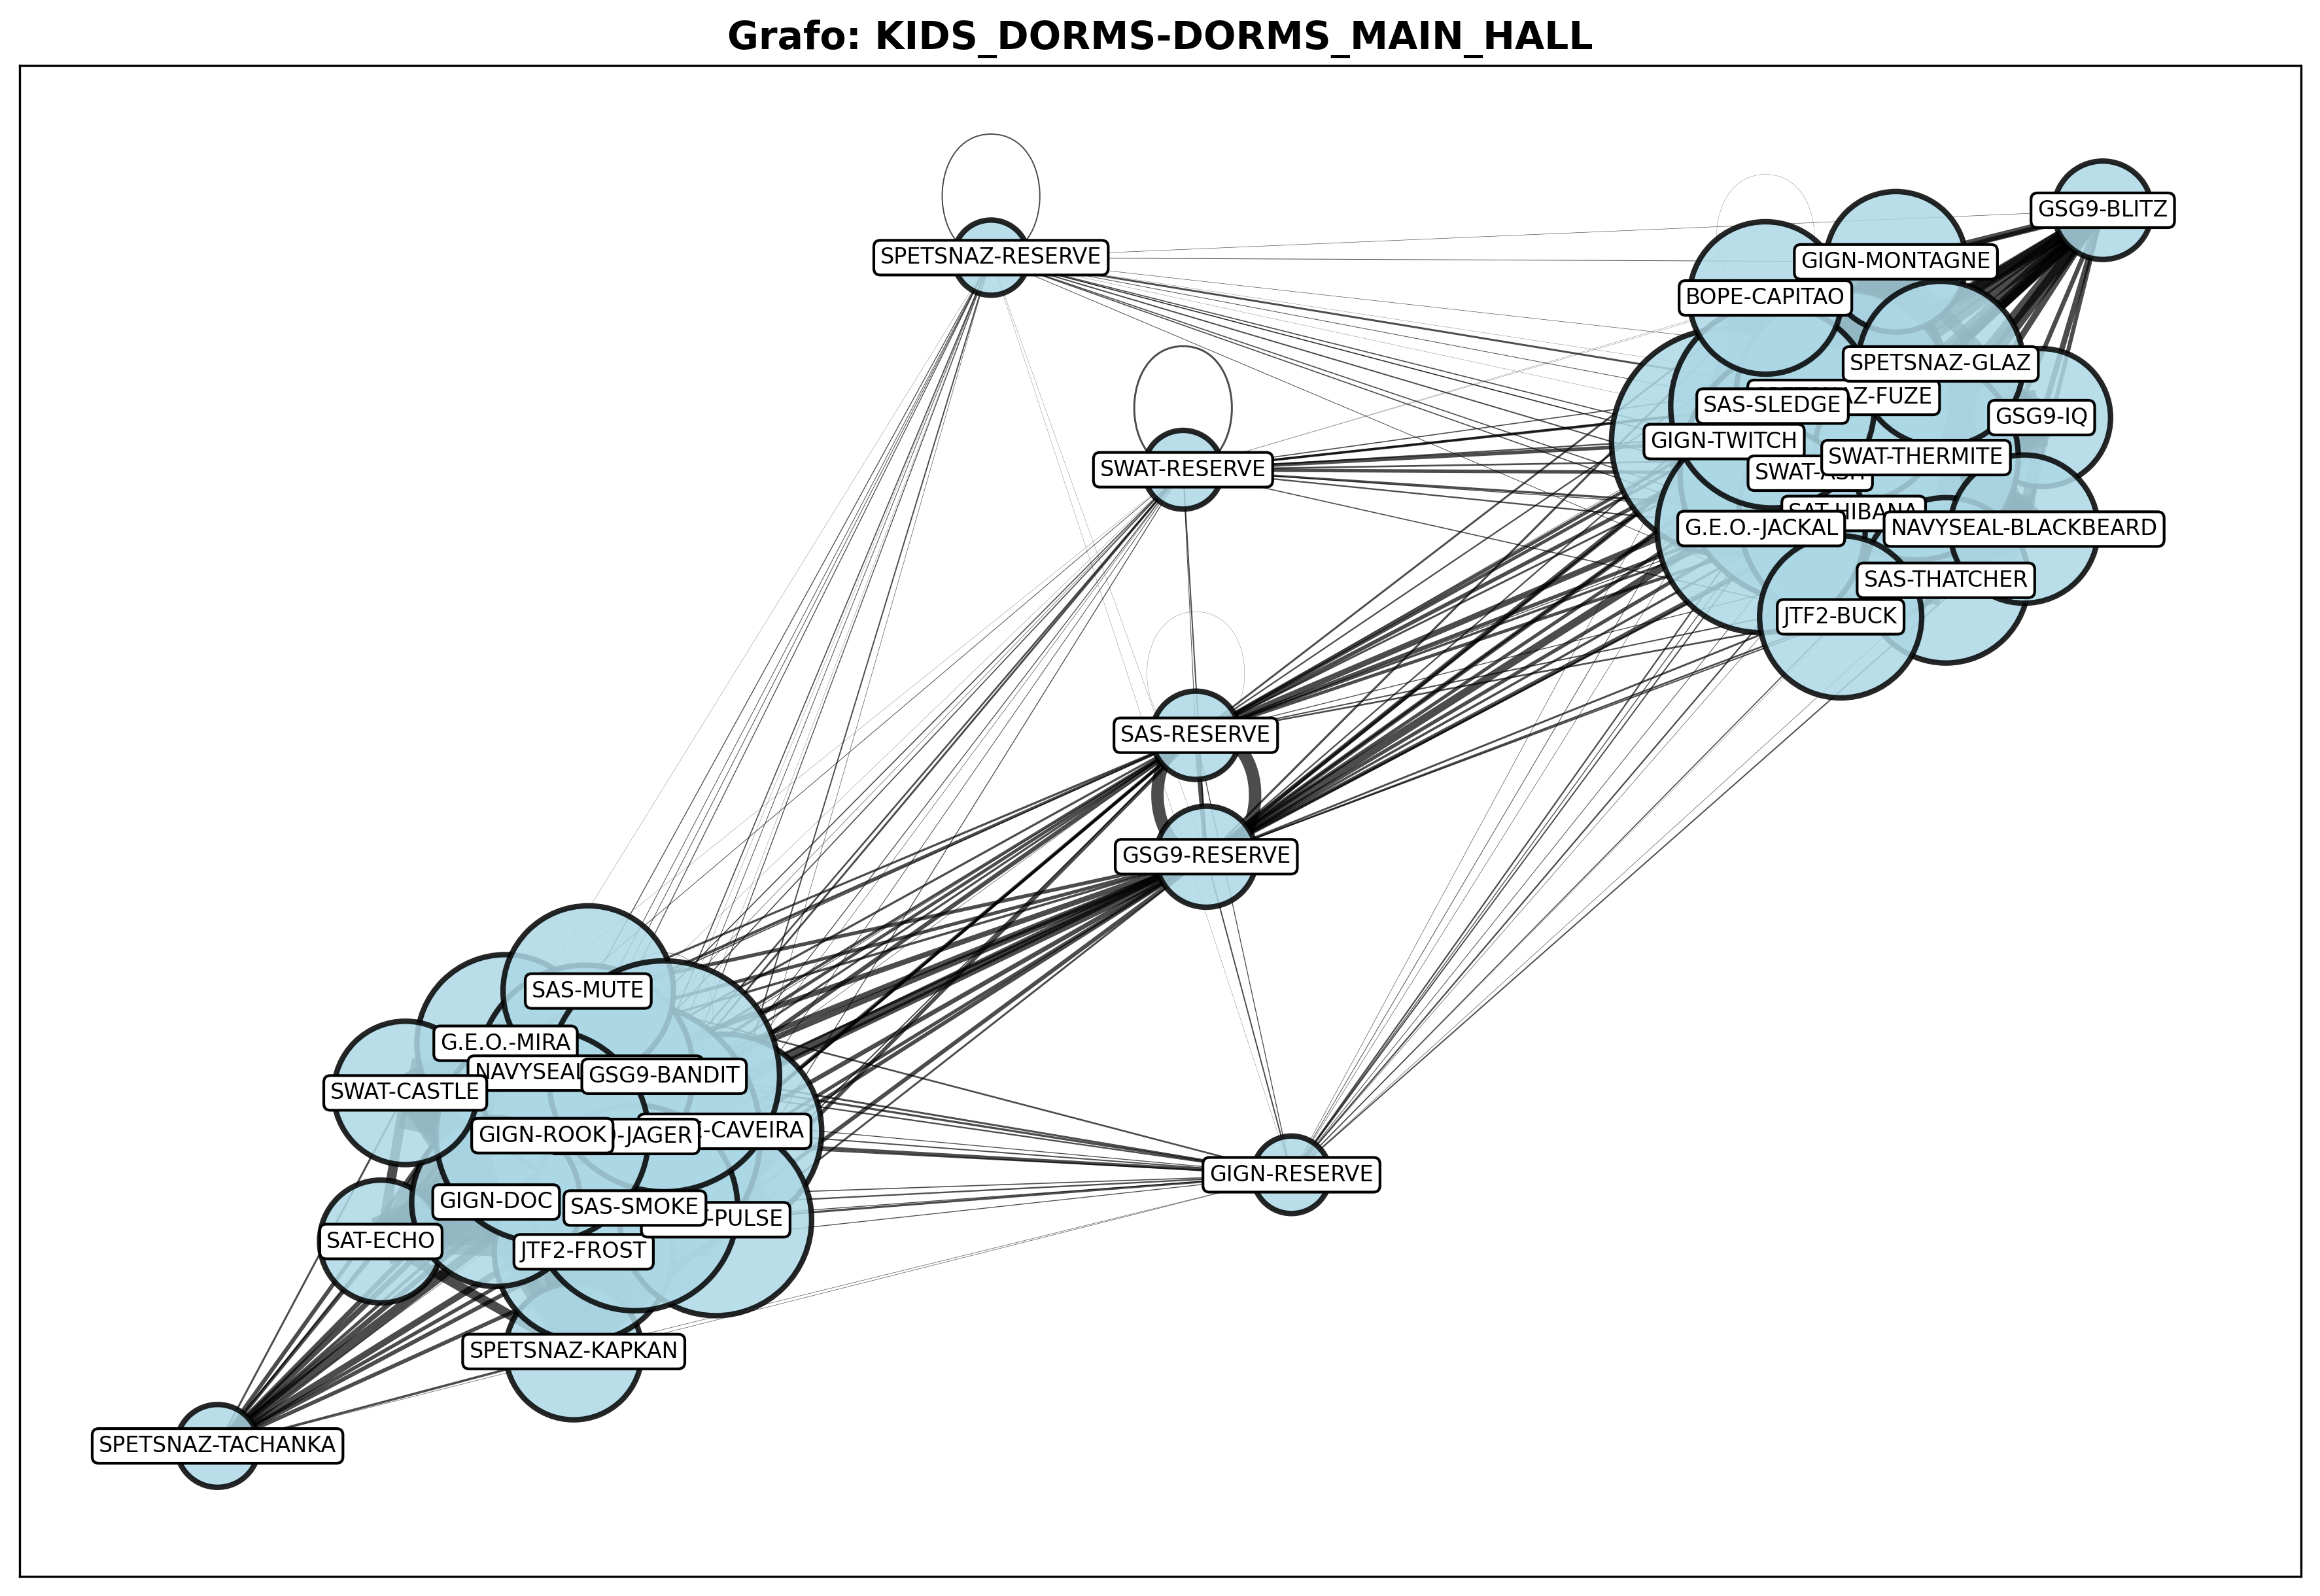 Grafo: KIDS_DORMS-DORMS_MAIN_HALL
GSG9-BLITZ
SPETSNAZ-RESERVE
GIGN-MONTAGNE
BOPE-CAPITAO
SPETSNAZ-GLAZ
AZ-FUZE
SAS-SLEDGE
GSG9-IQ
GIGN-TWITCH
SWAT-THERMITE
SWAT-RESERVE
SWAT-ASH
SAT-HIBANA
G.E.O.-JACKAL
NAVYSEAL-BLACKBEARD
SAS-THATCHER
JTF2-BUCK
SAS-RESERVE
GSG9-RESERVE
SAS-MUTE
G.E.O.-MIRA
NAVYSEAL
GSG9-BANDIT
SWAT-CASTLE
-CAVEIRA
GIGN-ROOK
-JAGER
GIGN-RESERVE
GIGN-DOC
SAS-SMOKE
-PULSE
SAT-ECHO
JTF2-FROST
SPETSNAZ-KAPKAN
SPETSNAZ-TACHANKA